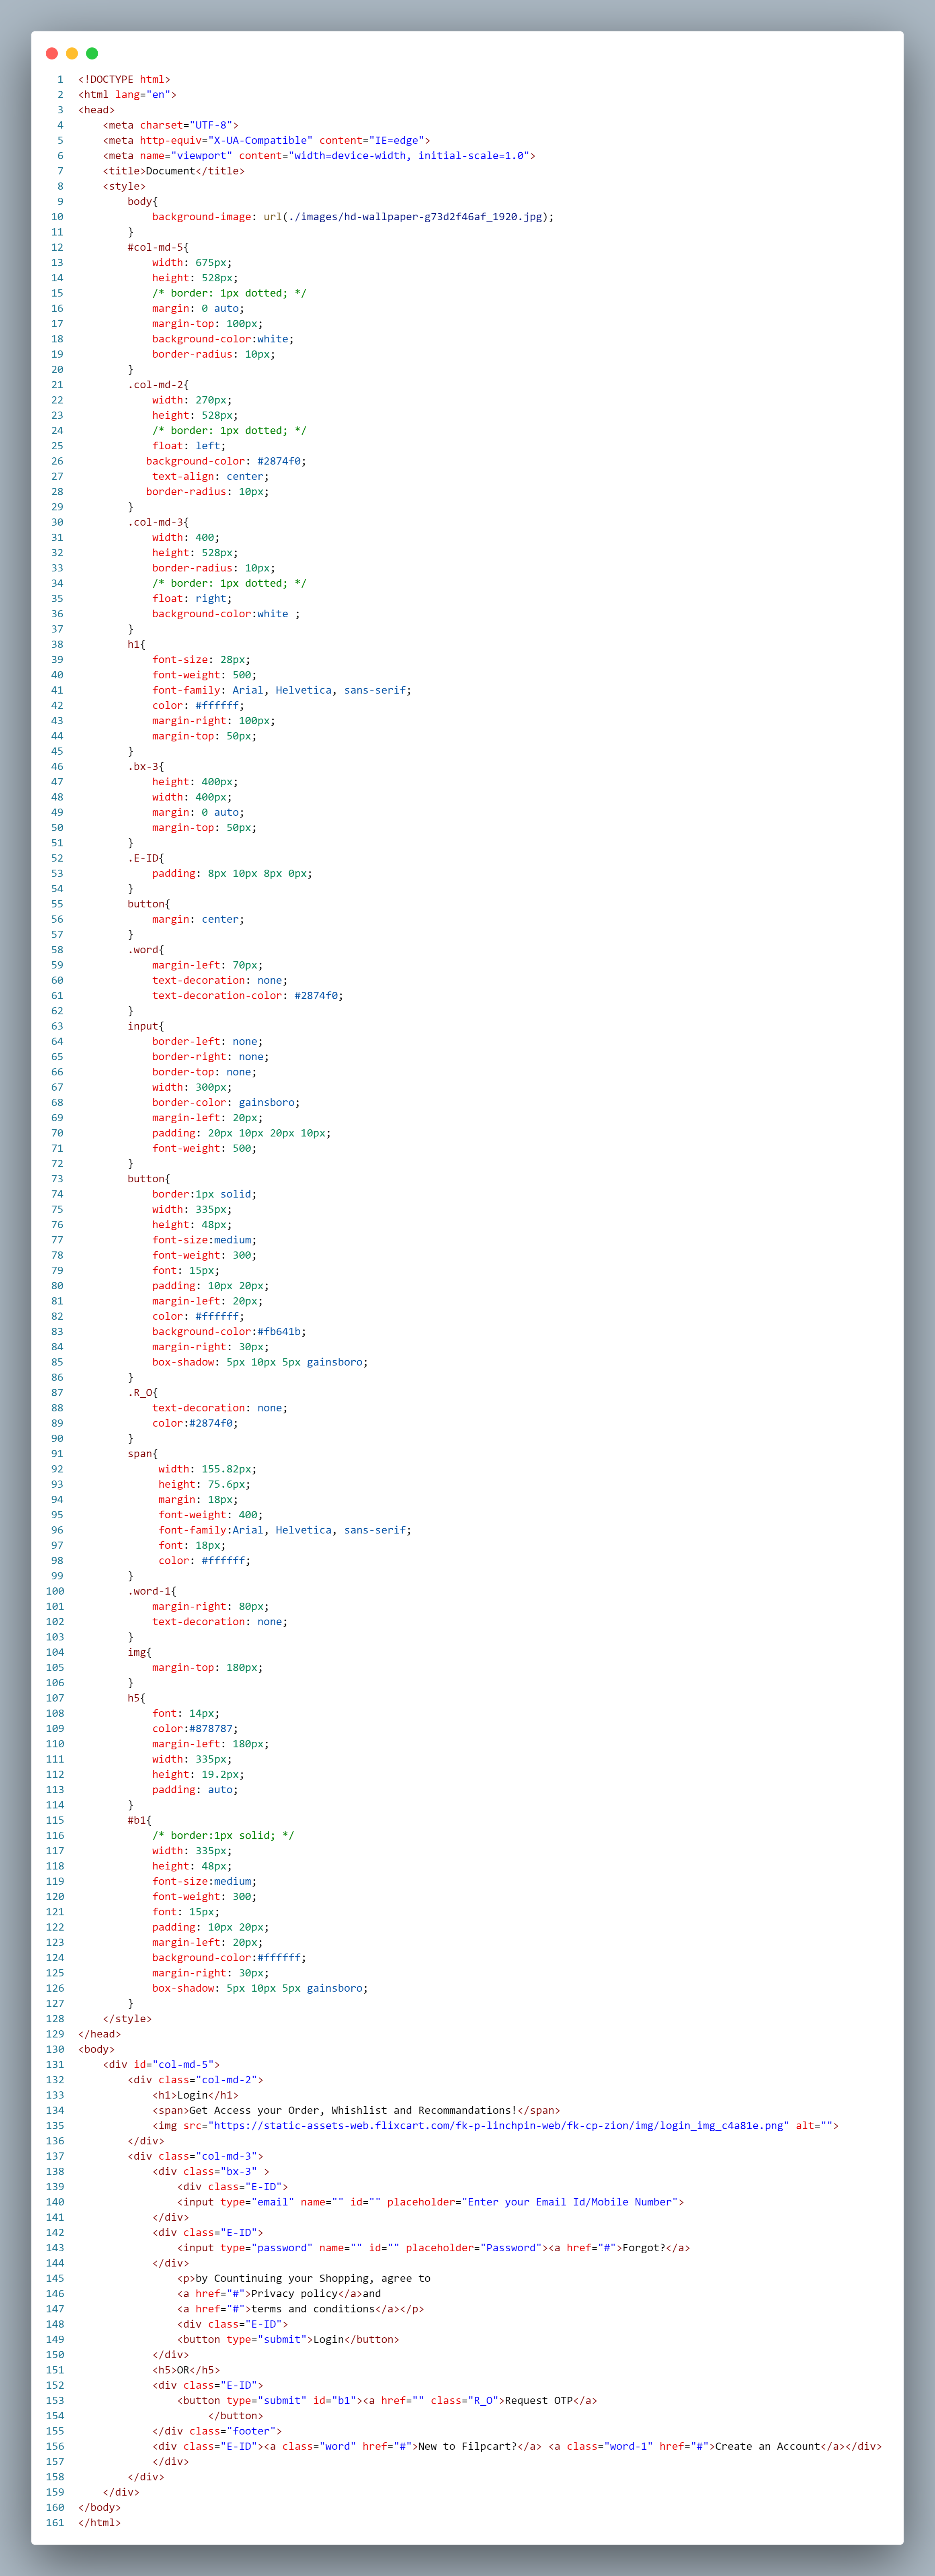 1 <!DOCTYPE html>
2 <html lang="en">
3 <head>
4     <meta charset="UTF-8">
5     <meta http-equiv="X-UA-Compatible" content="IE=edge">
6     <meta name="viewport" content="width=device-width, initial-scale=1.0">
7     <title>Document</title>
8     <style>
9         body{
10             background-image: url(./images/hd-wallpaper-g73d2f46af_1920.jpg);
11         }
12         #col-md-5{
13             width: 675px;
14             height: 528px;
15             /* border: 1px dotted; */
16             margin: 0 auto;
17             margin-top: 100px;
18             background-color:white;
19             border-radius: 10px;
20         }
21         .col-md-2{
22             width: 270px;
23             height: 528px;
24             /* border: 1px dotted; */
25             float: left;
26            background-color: #2874f0;
27             text-align: center;
28            border-radius: 10px;
29         }
30         .col-md-3{
31             width: 400;
32             height: 528px;
33             border-radius: 10px;
34             /* border: 1px dotted; */
35             float: right;
36             background-color:white ;
37         }
38         h1{
39             font-size: 28px;
40             font-weight: 500;
41             font-family: Arial, Helvetica, sans-serif;
42             color: #ffffff;
43             margin-right: 100px;
44             margin-top: 50px;
45         }
46         .bx-3{
47             height: 400px;
48             width: 400px;
49             margin: 0 auto;
50             margin-top: 50px;
51         }
52         .E-ID{
53             padding: 8px 10px 8px 0px;
54         }
55         button{
56             margin: center;
57         }
58         .word{
59             margin-left: 70px;
60             text-decoration: none;
61             text-decoration-color: #2874f0;
62         }
63         input{
64             border-left: none;
65             border-right: none;
66             border-top: none;
67             width: 300px;
68             border-color: gainsboro;
69             margin-left: 20px;
70             padding: 20px 10px 20px 10px;
71             font-weight: 500;
72         }
73         button{
74             border:1px solid;
75             width: 335px;
76             height: 48px;
77             font-size:medium;
78             font-weight: 300;
79             font: 15px;
80             padding: 10px 20px;
81             margin-left: 20px;
82             color: #ffffff;
83             background-color:#fb641b;
84             margin-right: 30px;
85             box-shadow: 5px 10px 5px gainsboro;
86         }
87         .R_O{
88             text-decoration: none;
89             color:#2874f0;
90         }
91         span{
92              width: 155.82px;
93              height: 75.6px;
94              margin: 18px;
95              font-weight: 400;
96              font-family:Arial, Helvetica, sans-serif;
97              font: 18px;
98              color: #ffffff;
99         }
100         .word-1{
101             margin-right: 80px;
102             text-decoration: none;
103         }
104         img{
105             margin-top: 180px;
106         }
107         h5{
108             font: 14px;
109             color:#878787;
110             margin-left: 180px;
111             width: 335px;
112             height: 19.2px;
113             padding: auto;
114         }
115         #b1{
116             /* border:1px solid; */
117             width: 335px;
118             height: 48px;
119             font-size:medium;
120             font-weight: 300;
121             font: 15px;
122             padding: 10px 20px;
123             margin-left: 20px;
124             background-color:#ffffff;
125             margin-right: 30px;
126             box-shadow: 5px 10px 5px gainsboro;
127         }
128     </style>
129 </head>
130 <body>
131     <div id="col-md-5">
132         <div class="col-md-2">
133             <h1>Login</h1>
134             <span>Get Access your Order, Whishlist and Recommandations!</span>
135             <img src="https://static-assets-web.flixcart.com/fk-p-linchpin-web/fk-cp-zion/img/login_img_c4a81e.png" alt="">
136         </div>
137         <div class="col-md-3">
138             <div class="bx-3" >
139                 <div class="E-ID">
140                 <input type="email" name="" id="" placeholder="Enter your Email Id/Mobile Number">
141             </div>
142             <div class="E-ID">
143                 <input type="password" name="" id="" placeholder="Password"><a href="#">Forgot?</a>
144             </div>
145                 <p>by Countinuing your Shopping, agree to
146                 <a href="#">Privacy policy</a>and
147                 <a href="#">terms and conditions</a></p>
148                 <div class="E-ID">
149                 <button type="submit">Login</button>
150             </div>
151             <h5>OR</h5>
152             <div class="E-ID">
153                 <button type="submit" id="b1"><a href="" class="R_O">Request OTP</a>
154                      </button>
155             </div class="footer">
156             <div class="E-ID"><a class="word" href="#">New to Filpcart?</a> <a class="word-1" href="#">Create an Account</a></div>
157             </div>
158         </div>
159     </div>
160 </body>
161 </html>